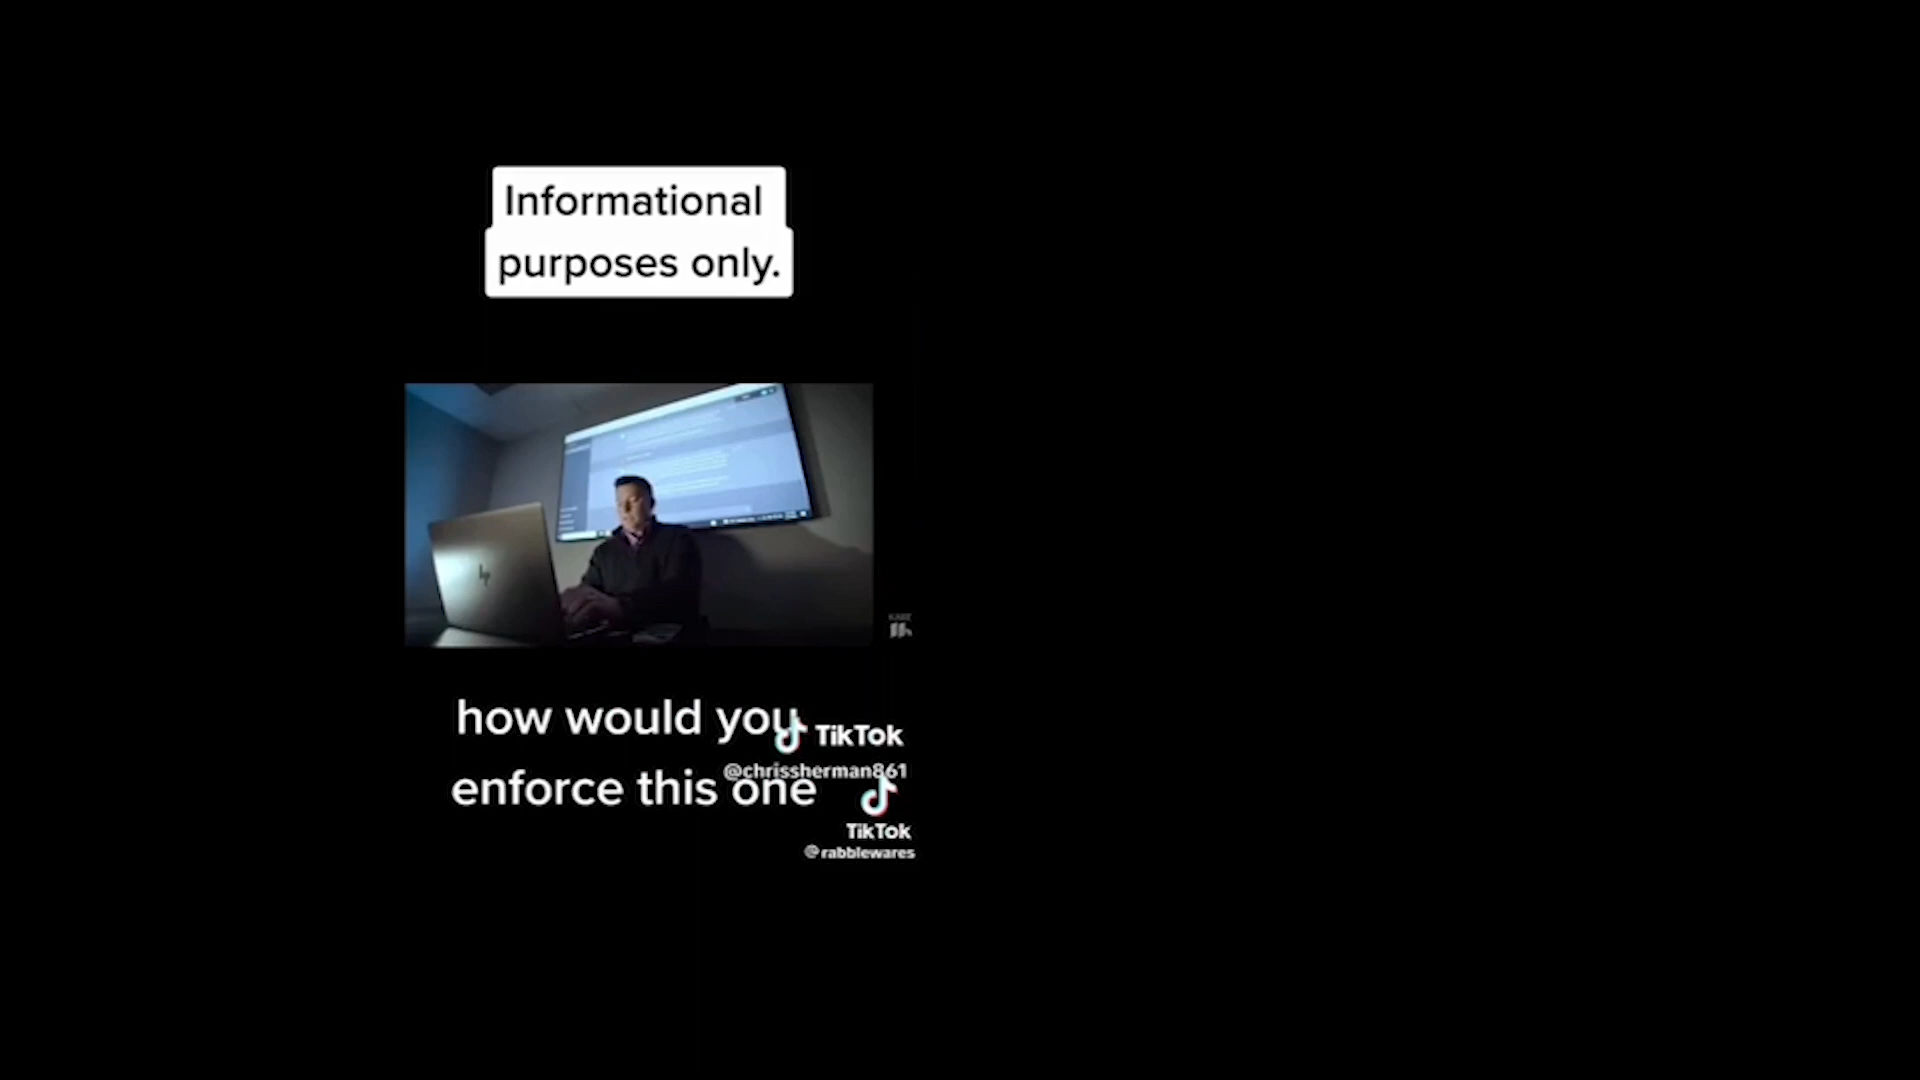 Informational
purposes only.
how would you
enforce this one
TikTok
@chrissherman861
TikTok
@rabblewares